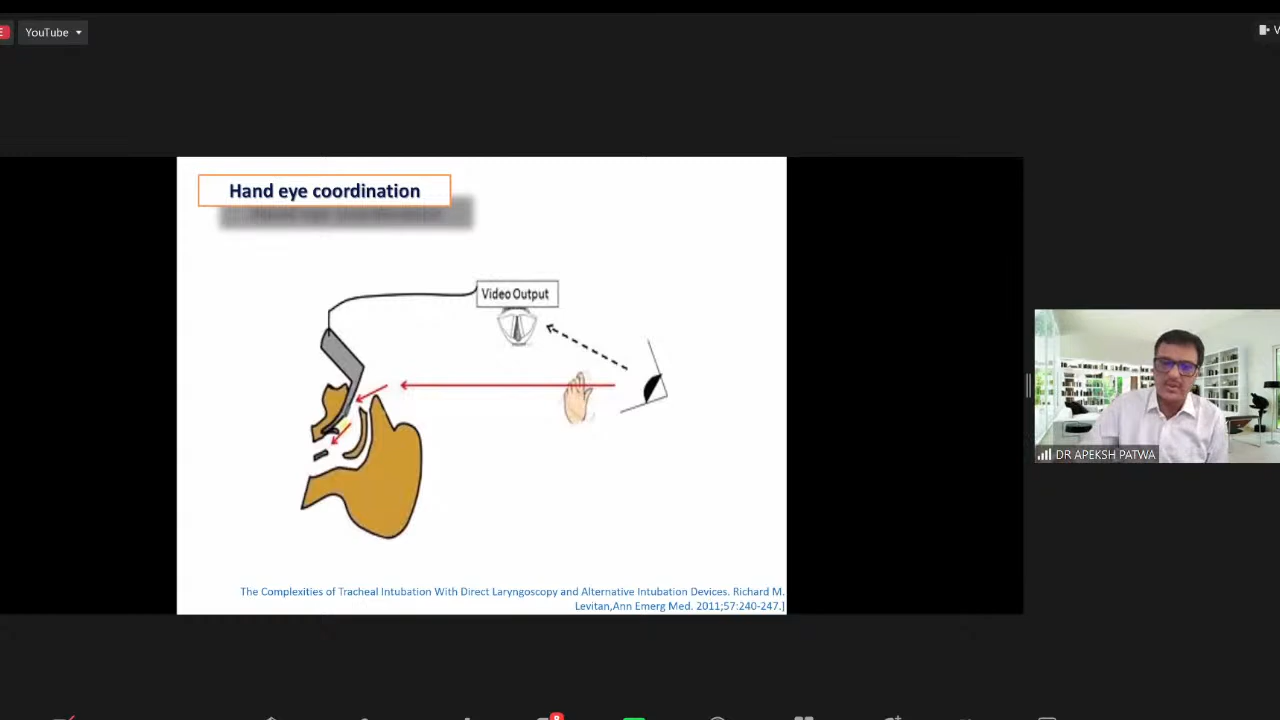 YouTube
Hand eye coordination
Video Output
DR APEKSH PATWA
The Complexities of Tracheal Intubation With Direct Laryngoscopy and Alternative Intubation Devices. Richard M.
Levitan,Ann Emerg Med. 2011;57:240-247.]